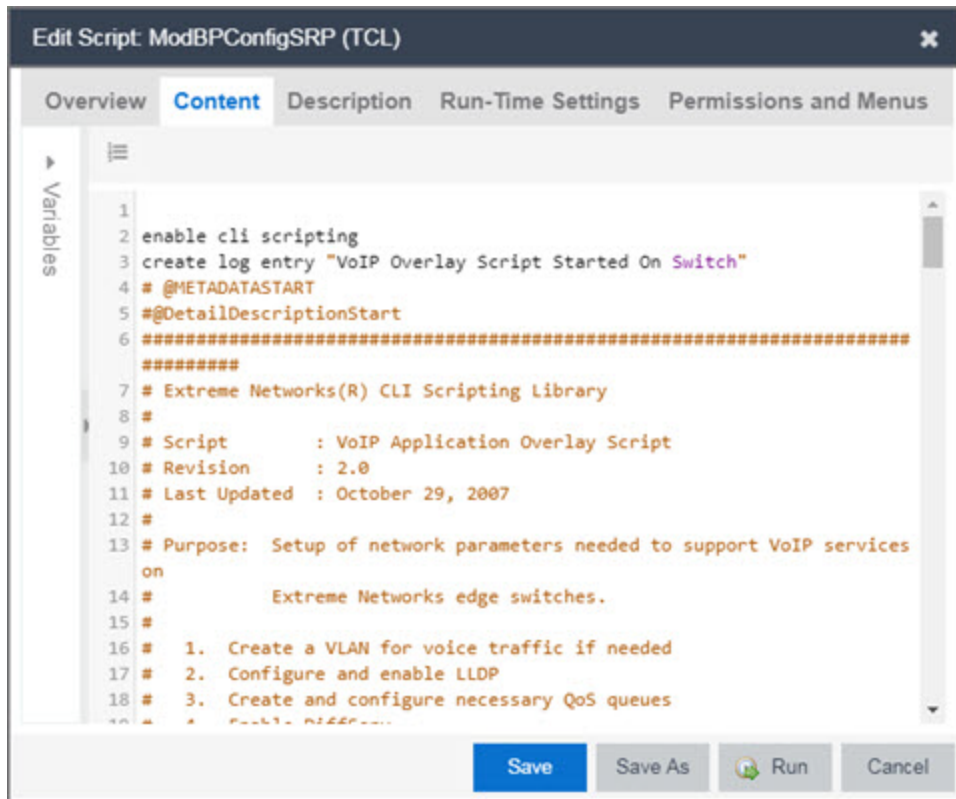 Edit Script: ModBPConfigSRP (TCL)
Overview Content Description Run-Time Settings Permissions and Menus
Variables
1
2 enable cli scripting
3 create log entry "VoIP Overlay Script Started On Switch"
4 # @METADATASTART
5 #@DetailDescriptionStart
6 ###########################################################################
#########
7 # Extreme Networks(R) CLI Scripting Library
8 #
9 # Script : VoIP Application Overlay Script
10 # Revision : 2.0
11 # Last Updated : October 29, 2007
12 #
13 # Purpose: Setup of network parameters needed to support VoIP services
on
14 # Extreme Networks edge switches.
15 #
16 # 1. Create a VLAN for voice traffic if needed
17 # 2. Configure and enable LLDP
18 # 3. Create and configure necessary QoS queues
19 # 4. Enable DiffServ
Save Save As Run Cancel